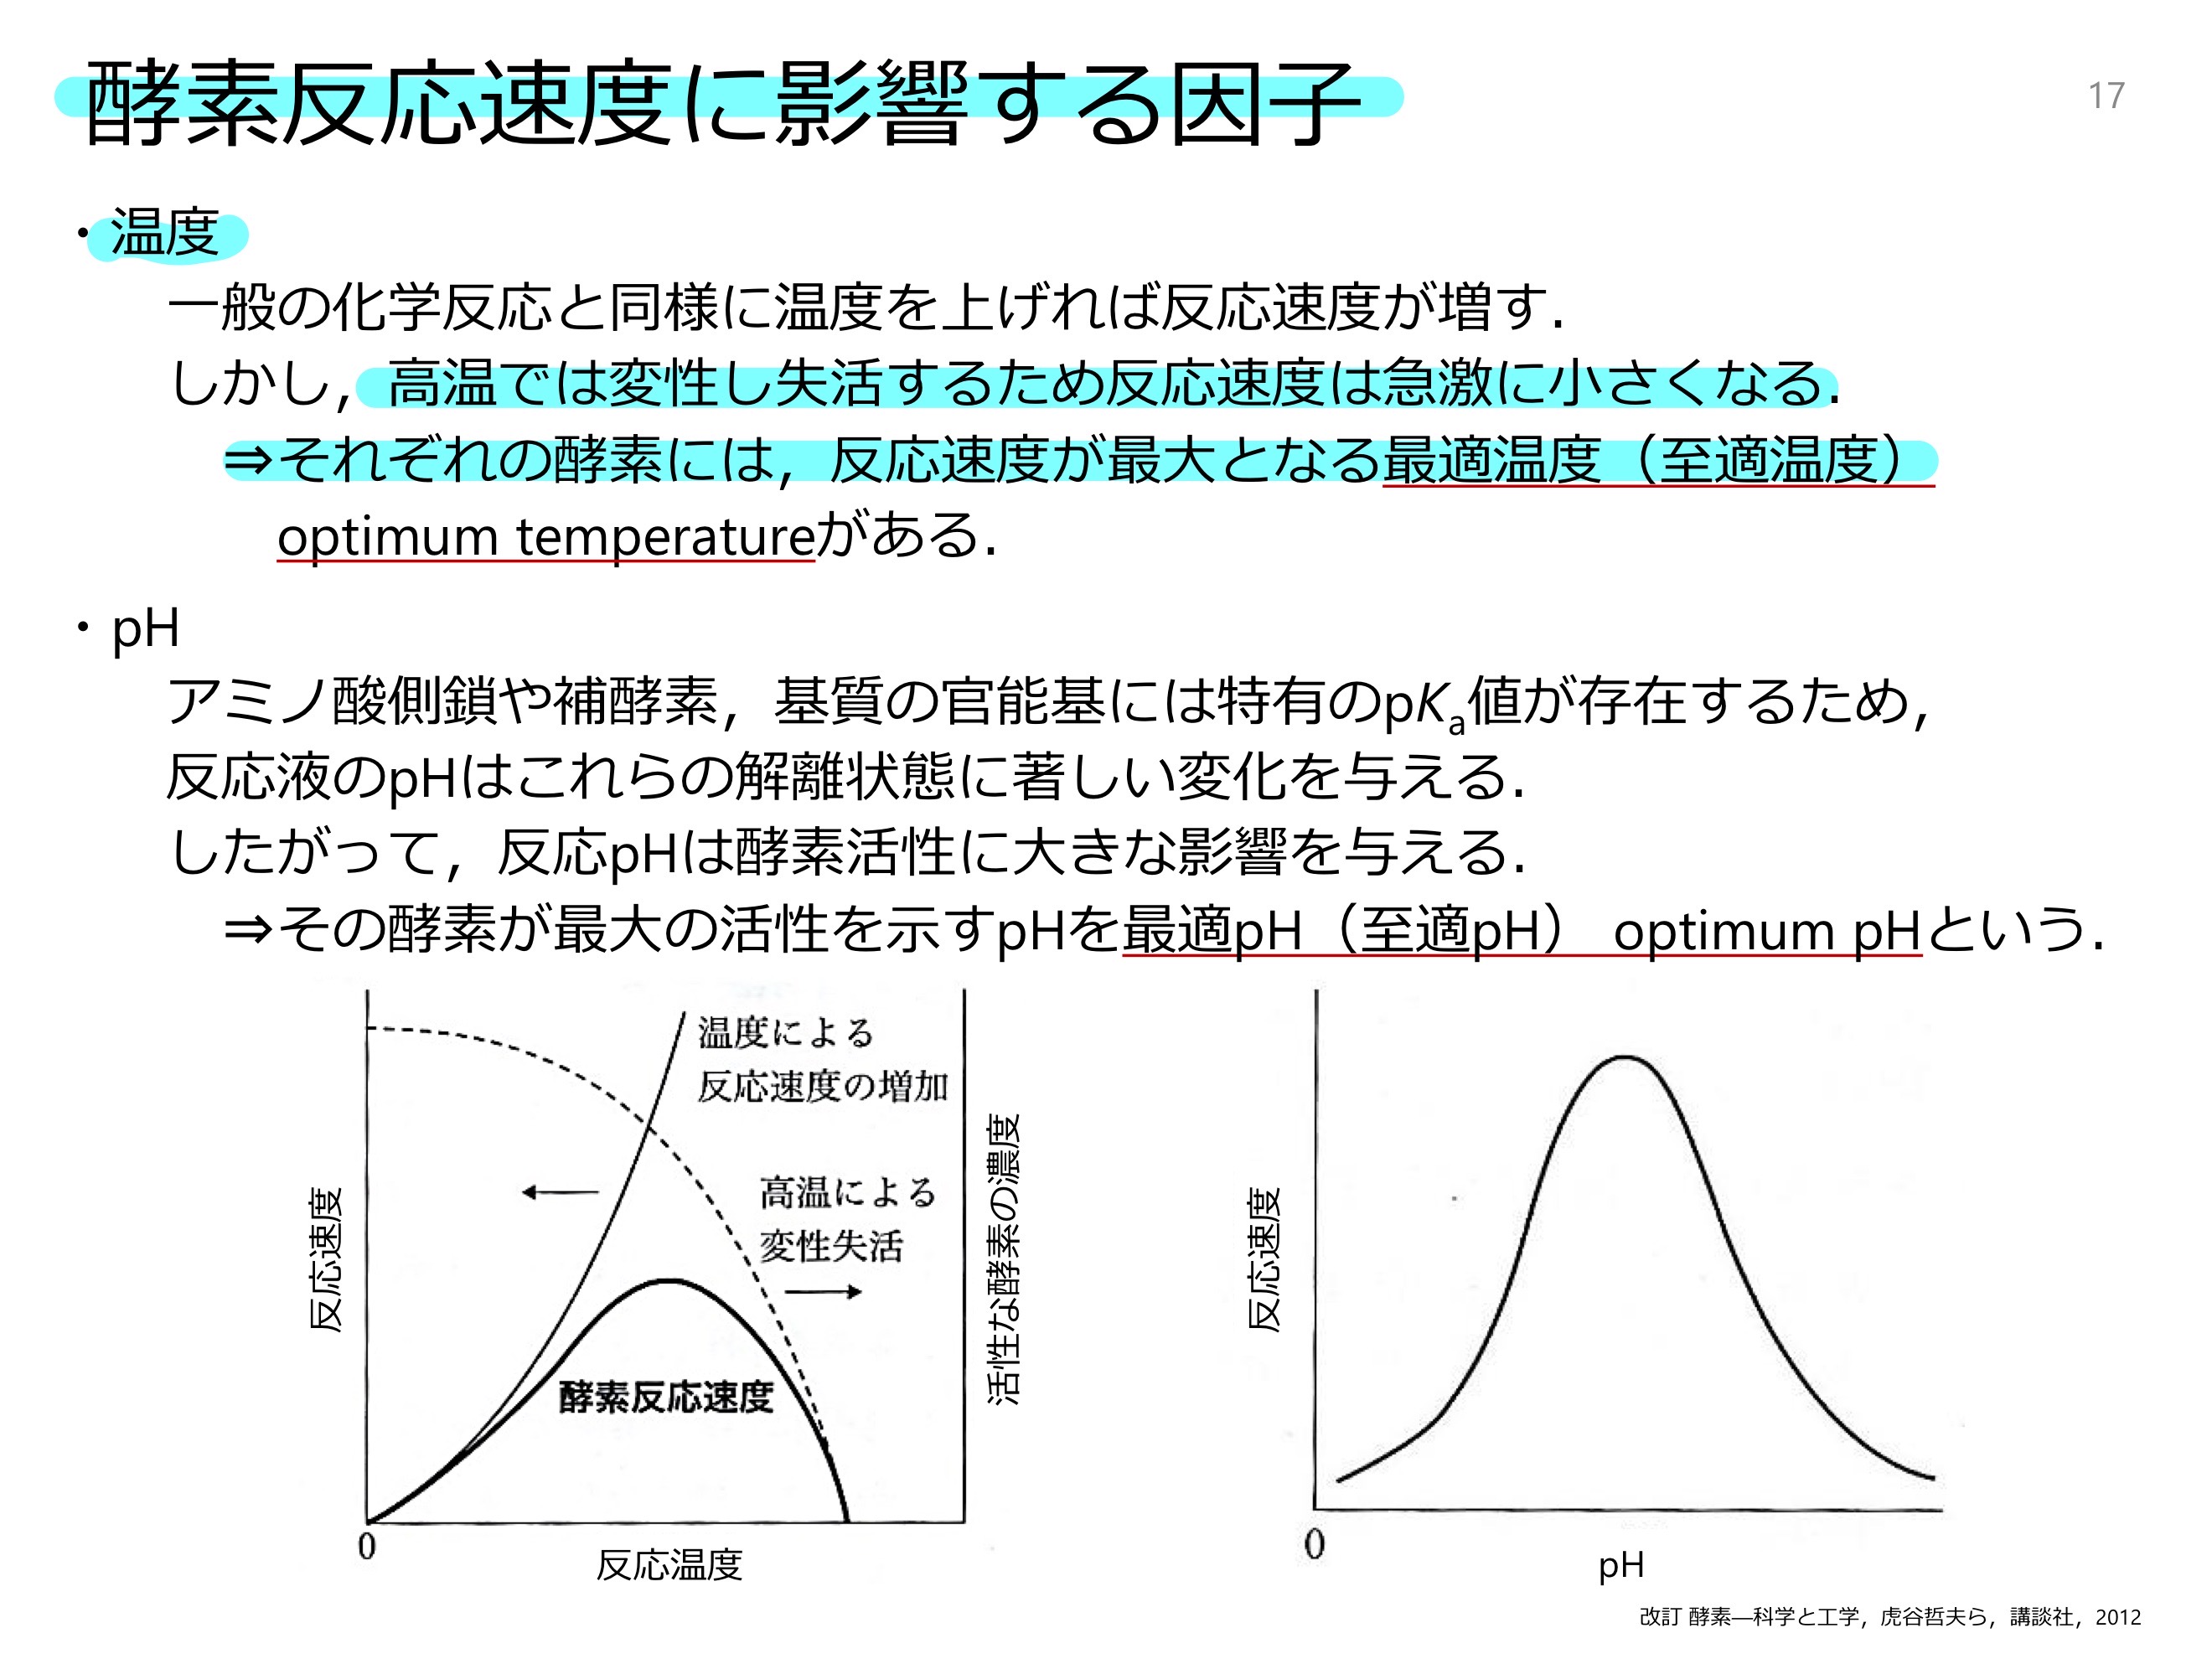 酵素反応速度に影響する因子
17
・温度
一般の化学反応と同様に温度を上げれば反応速度が増す.
しかし, 高温では変性し失活するため反応速度は急激に小さくなる.
⇒それぞれの酵素には, 反応速度が最大となる最適温度（至適温度）
optimum temperatureがある.
・pH
アミノ酸側鎖や補酵素, 基質の官能基には特有のpKa値が存在するため,
反応液のpHはこれらの解離状態に著しい変化を与える.
したがって, 反応pHは酵素活性に大きな影響を与える.
⇒その酵素が最大の活性を示すpHを最適pH（至適pH） optimum pHという.
温度による
反応速度の増加
高温による
変性失活
酵素反応速度
反応速度
活性な酵素の濃度
0
反応温度
反応速度
0
pH
改訂 酵素―科学と工学, 虎谷哲夫ら, 講談社, 2012